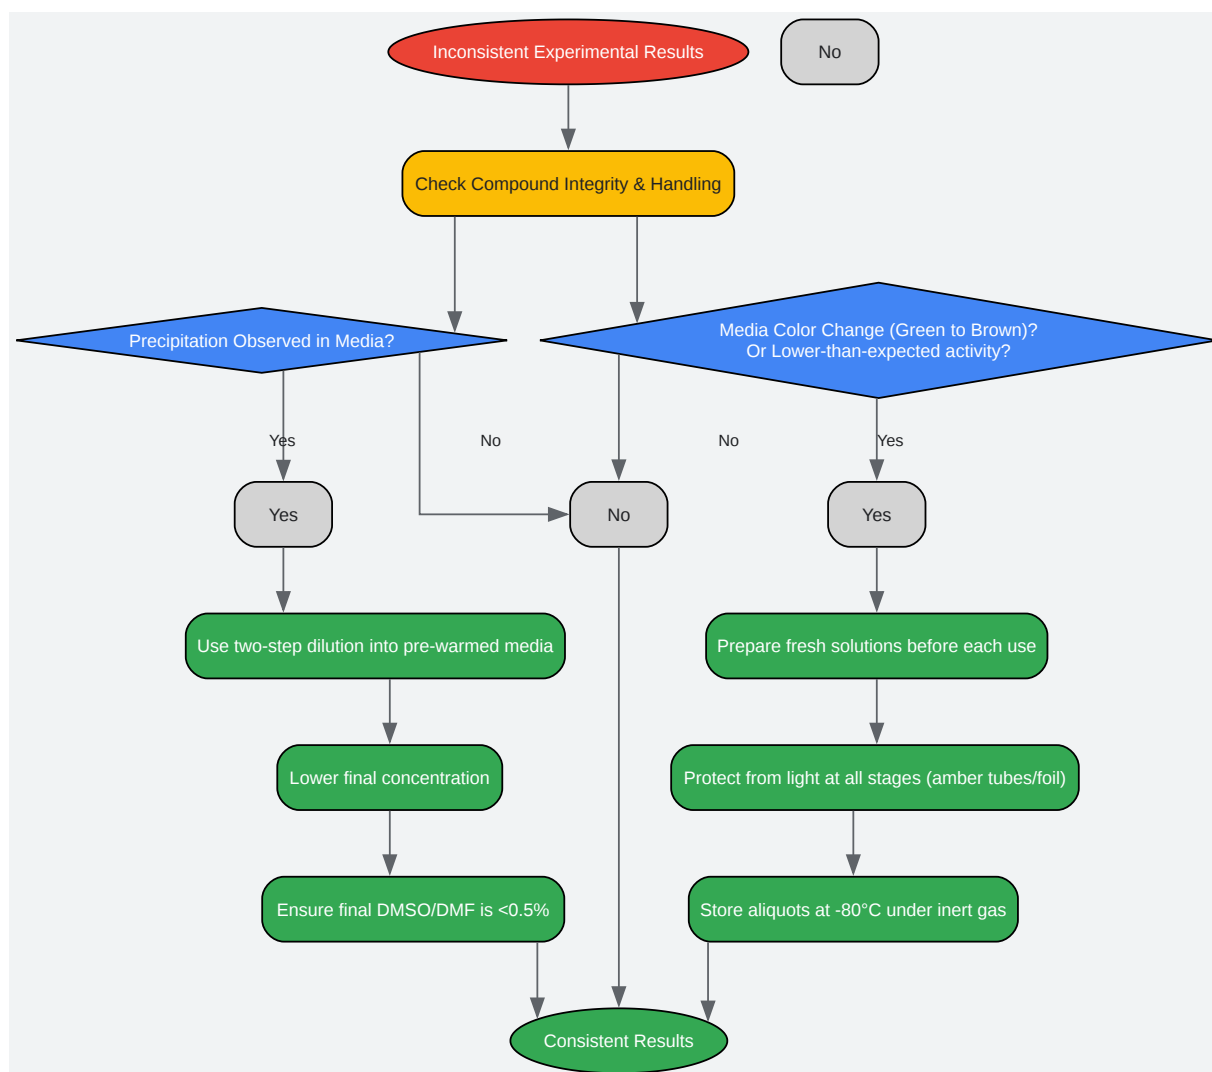 Inconsistent Experimental Results
No
Check Compound Integrity & Handling
Precipitation Observed in Media?
Media Color Change (Green to Brown)?
Or Lower-than-expected activity?
Yes
No
No
Yes
Yes
No
Yes
Use two-step dilution into pre-warmed media
Prepare fresh solutions before each use
Lower final concentration
Protect from light at all stages (amber tubes/foil)
Ensure final DMSO/DMF is <0.5%
Store aliquots at -80°C under inert gas
Consistent Results